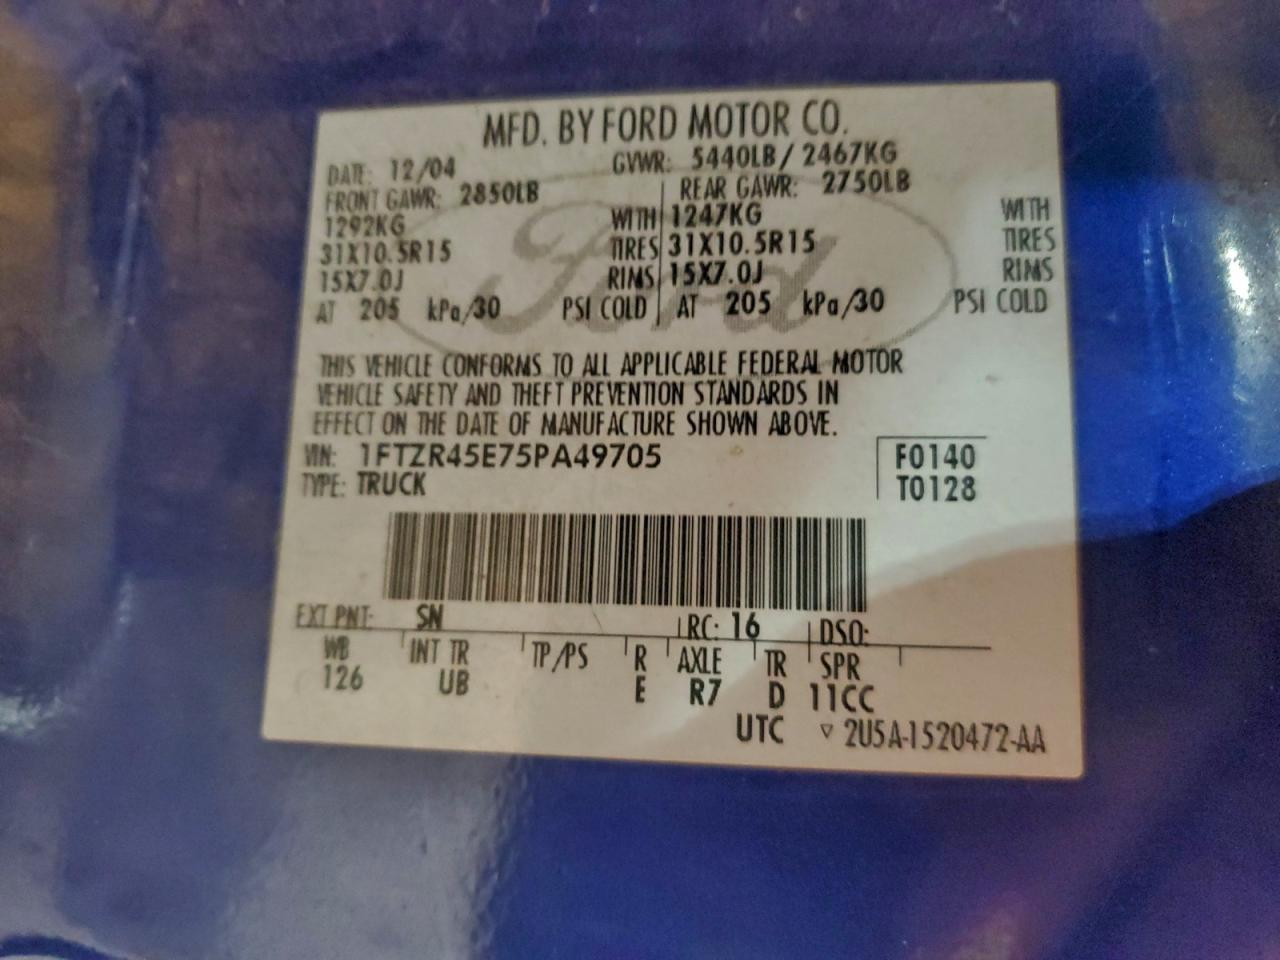 MFD. BY FORD MOTOR CO.
DATE: 12/04 GVWR: 5440LB/ 2467KG
FRONT GAWR: 2850LB REAR GAWR: 2750LB
1292KG WITH 1247KG WITH
31X10.5R15 TIRES 31X10.5R15 TIRES
15X7.0J RIMS 15X7.0J RIMS
AT 205 kPa/30 PSI COLD AT 205 kPa/30 PSI COLD
Ford
THIS VEHICLE CONFORMS TO ALL APPLICABLE FEDERAL MOTOR
VEHICLE SAFETY AND THEFT PREVENTION STANDARDS IN
EFFECT ON THE DATE OF MANUFACTURE SHOWN ABOVE.
VIN: 1FTZR45E75PA49705 F0140
TYPE: TRUCK T0128
EXT PNT: SN RC: 16 DSO:
WB INT TR TP/PS R AXLE TR SPR
126 UB E R7 D 11CC
UTC ▽ 2U5A-1520472-AA